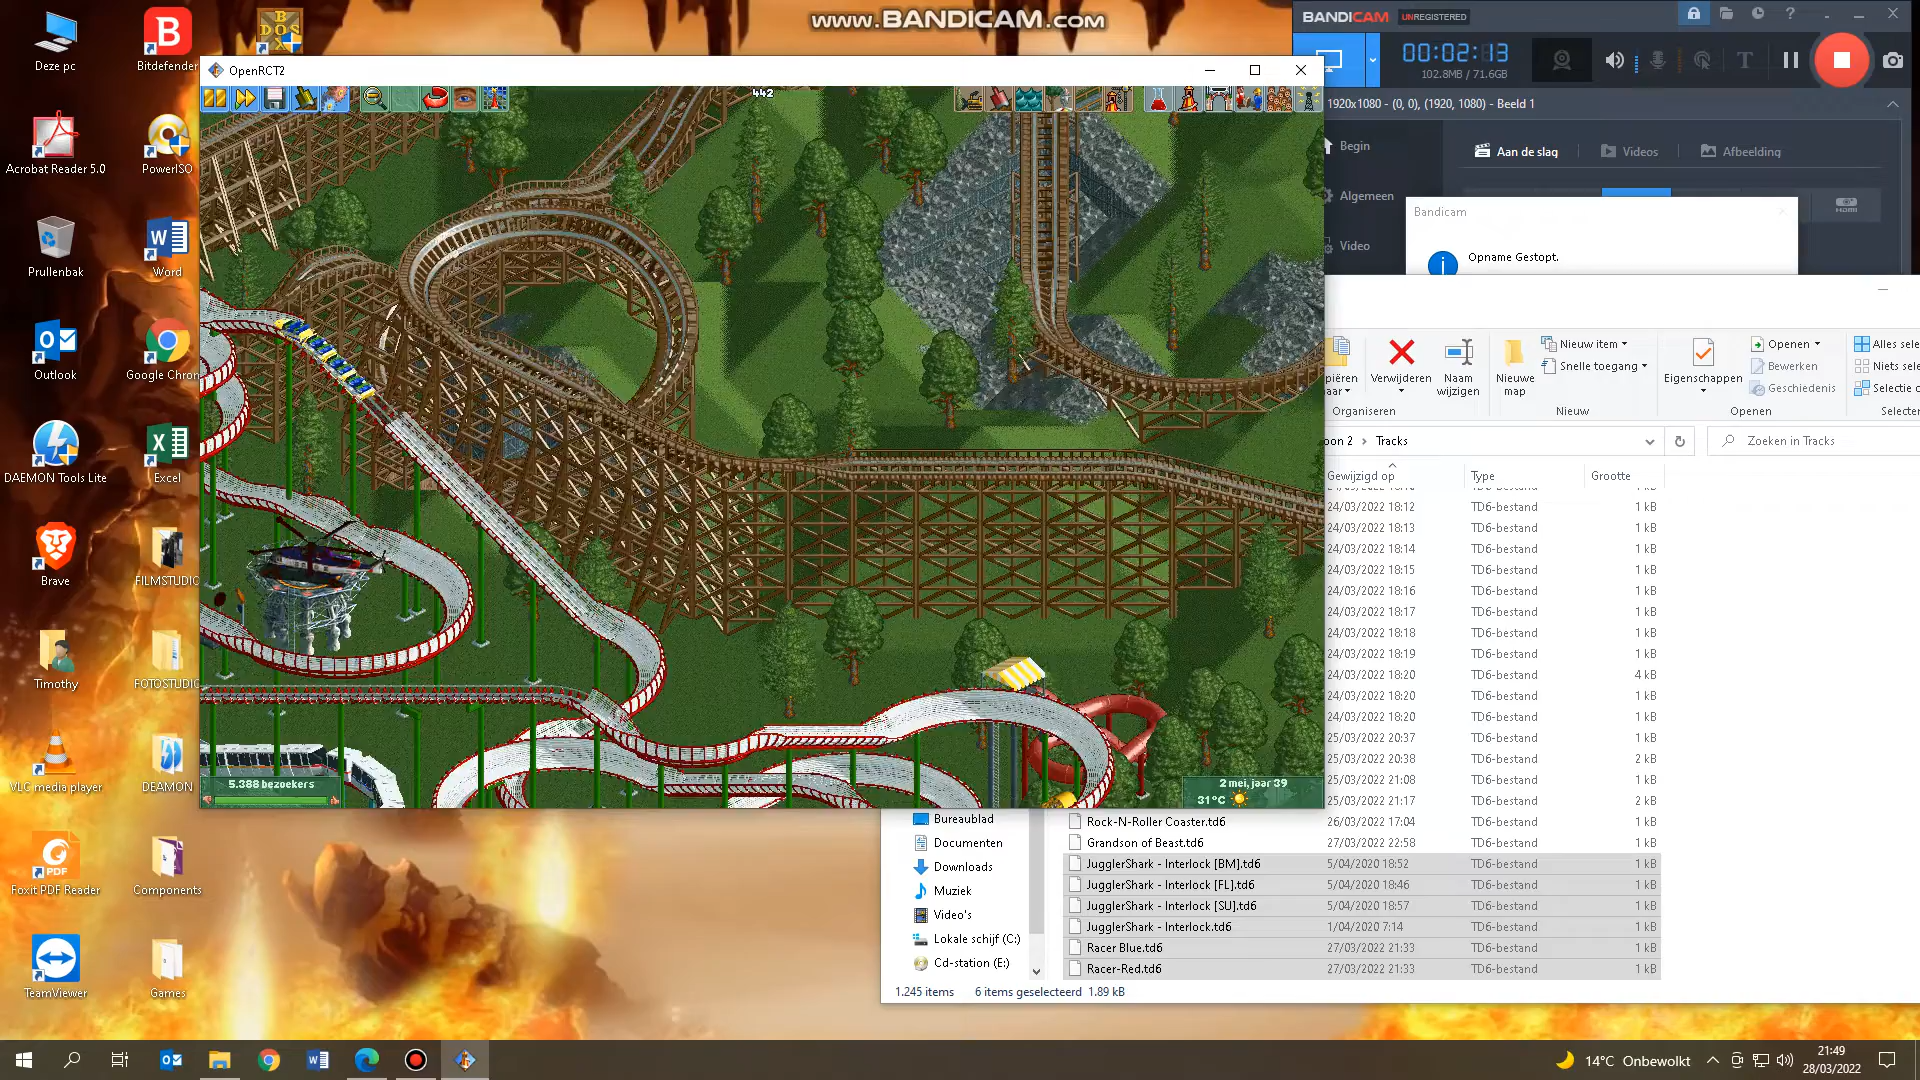 www.BANDICAM.com
BANDICAM UNREGISTERED
00:02:13
102.8MB / 71.6GB
1920x1080 - (0, 0), (1920, 1080) - Beeld 1
Begin
Aan de slag
Videos
Afbeelding
Algemeen
Video
Bandicam
Opname Gestopt.
Deze pc
Bitdefender
Acrobat Reader 5.0
PowerISO
Prullenbak
Word
Outlook
Google Chron
DAEMON Tools Lite
Excel
Brave
FILMSTUDIO
Timothy
FOTOSTUDIO
VLC media player
DEAMON
Foxit PDF Reader
Components
TeamViewer
Games
OpenRCT2
442
5.388 bezoekers
2 mei, jaar 39
31°C
piëren
aar
Verwijderen
Naam
wijzigen
Organiseren
Nieuwe
map
Nieuw item
Snelle toegang
Nieuw
Eigenschappen
Openen
Bewerken
Geschiedenis
Openen
Alles sele
Niets sele
Selectie o
Selecter
oon 2 > Tracks
Zoeken in Tracks
Gewijzigd op Type Grootte
24/03/2022 18:12 TD6-bestand 1 kB
24/03/2022 18:13 TD6-bestand 1 kB
24/03/2022 18:14 TD6-bestand 1 kB
24/03/2022 18:15 TD6-bestand 1 kB
24/03/2022 18:16 TD6-bestand 1 kB
24/03/2022 18:17 TD6-bestand 1 kB
24/03/2022 18:18 TD6-bestand 1 kB
24/03/2022 18:19 TD6-bestand 1 kB
24/03/2022 18:20 TD6-bestand 4 kB
24/03/2022 18:20 TD6-bestand 1 kB
24/03/2022 18:20 TD6-bestand 1 kB
25/03/2022 20:37 TD6-bestand 1 kB
25/03/2022 20:38 TD6-bestand 2 kB
25/03/2022 21:08 TD6-bestand 1 kB
25/03/2022 21:17 TD6-bestand 2 kB
Rock-N-Roller Coaster.td6 26/03/2022 17:04 TD6-bestand 1 kB
Grandson of Beast.td6 27/03/2022 22:58 TD6-bestand 1 kB
JugglerShark - Interlock [BM].td6 5/04/2020 18:52 TD6-bestand 1 kB
JugglerShark - Interlock [FL].td6 5/04/2020 18:46 TD6-bestand 1 kB
JugglerShark - Interlock [SU].td6 5/04/2020 18:57 TD6-bestand 1 kB
JugglerShark - Interlock.td6 1/04/2020 7:14 TD6-bestand 1 kB
Racer Blue.td6 27/03/2022 21:33 TD6-bestand 1 kB
Racer-Red.td6 27/03/2022 21:33 TD6-bestand 1 kB
Bureaublad
Documenten
Downloads
Muziek
Video's
Lokale schijf (C:)
Cd-station (E:)
1.245 items 6 items geselecteerd 1.89 kB
14°C Onbewolkt
21:49
28/03/2022